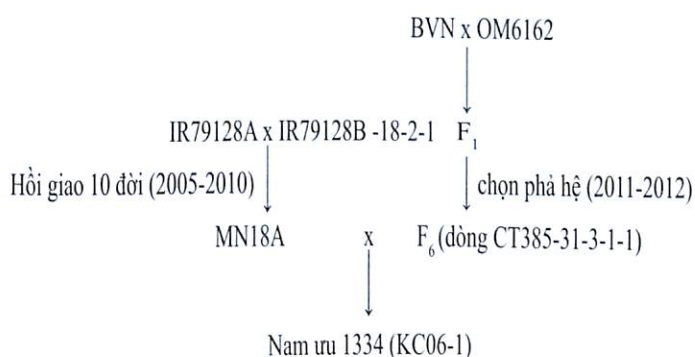 BVN x OM6162
IR79128A x IR79128B -18-2-1 F1
Hồi giao 10 đời (2005-2010)
chọn phả hệ (2011-2012)
MN18A x F6 (dòng CT385-31-3-1-1)
Nam ưu 1334 (KC06-1)